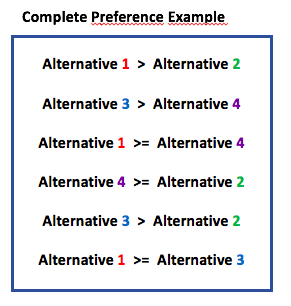 Complete Preference Example
Alternative 1 > Alternative 2
Alternative 3 > Alternative 4
Alternative 1 >= Alternative 4
Alternative 4 >= Alternative 2
Alternative 3 > Alternative 2
Alternative 1 >= Alternative 3